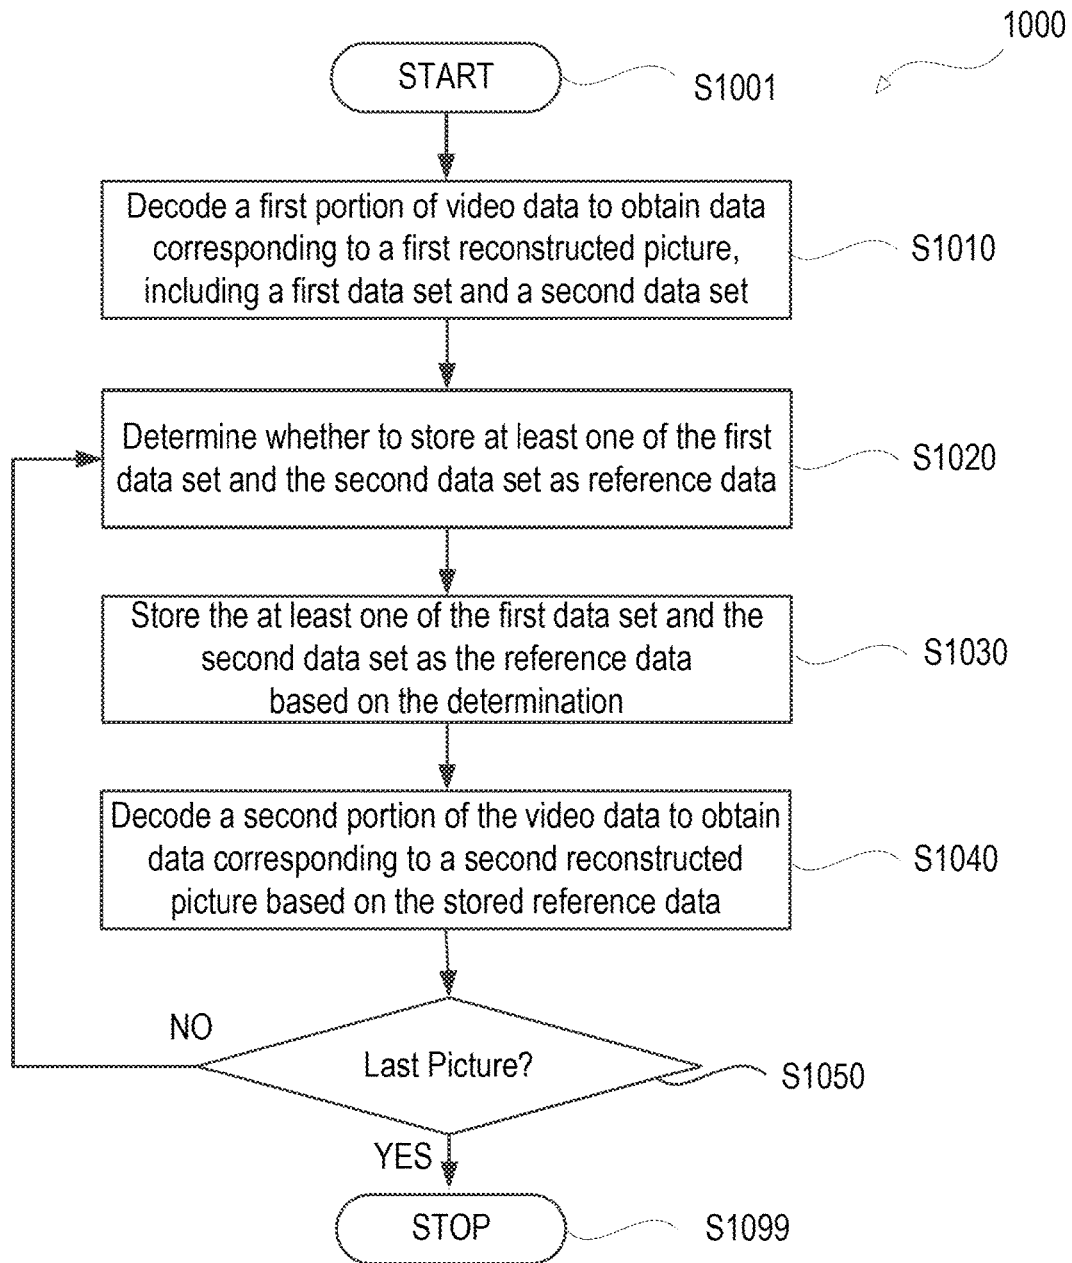 1000
START
S1001
Decode a first portion of video data to obtain data
corresponding to a first reconstructed picture,
including a first data set and a second data set
S1010
Determine whether to store at least one of the first
data set and the second data set as reference data
S1020
Store the at least one of the first data set and the
second data set as the reference data
based on the determination
S1030
Decode a second portion of the video data to obtain
data corresponding to a second reconstructed
picture based on the stored reference data
S1040
NO
Last Picture?
S1050
YES
STOP
S1099